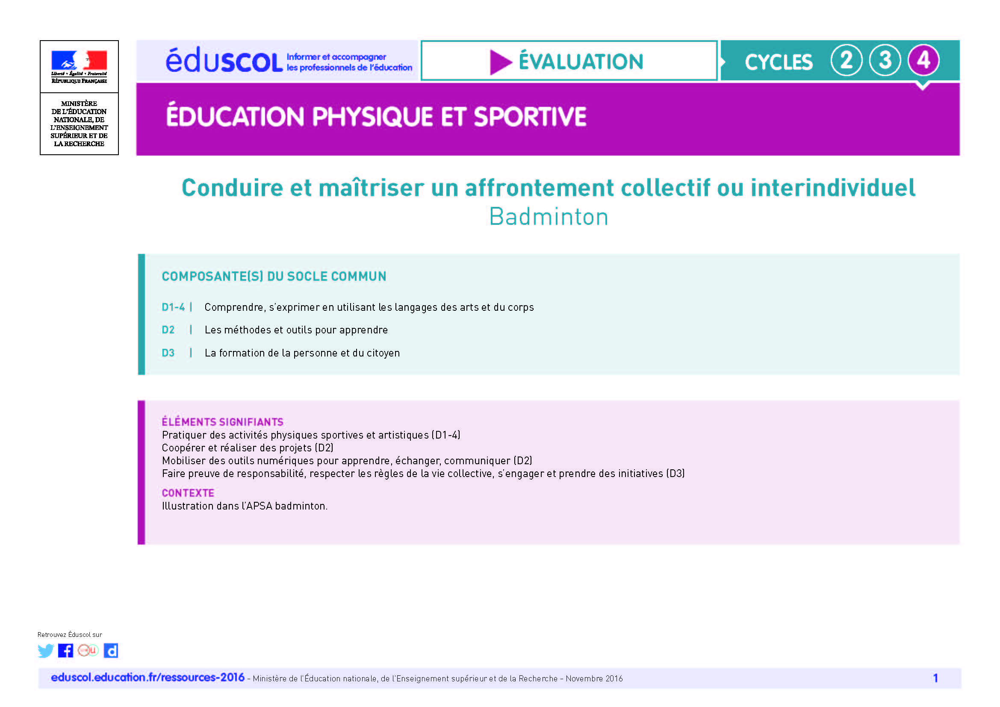 Liberté • Égalité • Fraternité
RÉPUBLIQUE FRANÇAISE
MINISTÈRE
DE L'ÉDUCATION
NATIONALE, DE
L'ENSEIGNEMENT
SUPÉRIEUR ET DE
LA RECHERCHE
éduSCOL
Informer et accompagner
les professionnels de l'éducation
ÉVALUATION
CYCLES 2 3 4
ÉDUCATION PHYSIQUE ET SPORTIVE
Conduire et maîtriser un affrontement collectif ou interindividuel
Badminton
COMPOSANTE(S) DU SOCLE COMMUN
D1-4 | Comprendre, s'exprimer en utilisant les langages des arts et du corps
D2 | Les méthodes et outils pour apprendre
D3 | La formation de la personne et du citoyen
ÉLÉMENTS SIGNIFIANTS
Pratiquer des activités physiques sportives et artistiques (D1-4)
Coopérer et réaliser des projets (D2)
Mobiliser des outils numériques pour apprendre, échanger, communiquer (D2)
Faire preuve de responsabilité, respecter les règles de la vie collective, s'engager et prendre des initiatives (D3)
CONTEXTE
Illustration dans l'APSA badminton.
Retrouvez Éduscol sur
eduscol.education.fr/ressources-2016 - Ministère de l'Éducation nationale, de l'Enseignement supérieur et de la Recherche - Novembre 2016
1